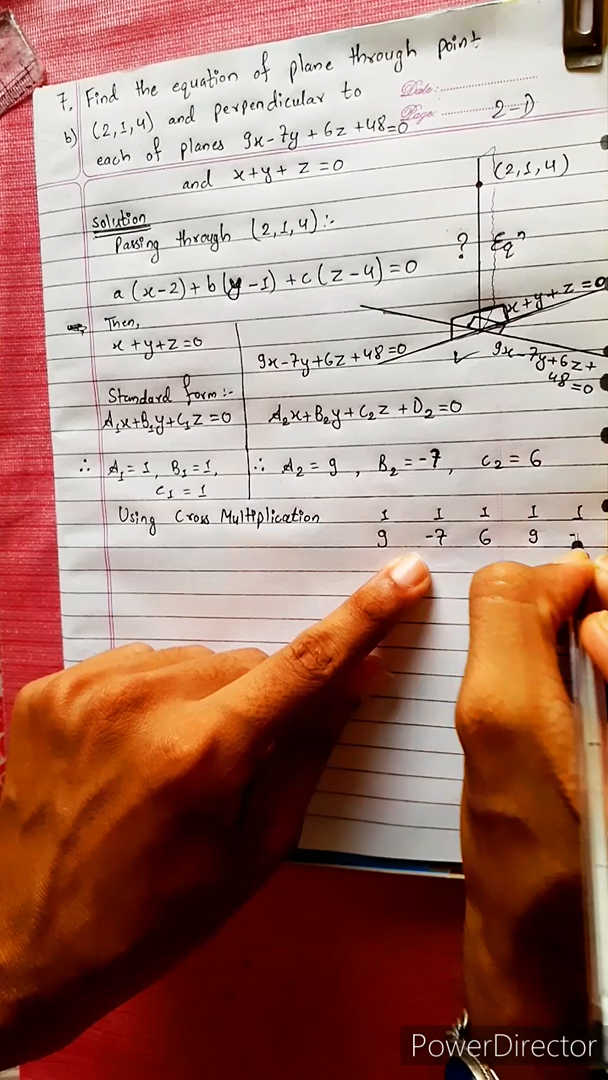 7. Find the equation of plane through point
b) (2,1,4) and perpendicular to
Date:
each of planes 9x-7y+6z+48=0
Page:
and x+y+z=0
(2,1,4)
Solution
Passing through (2,1,4):-
? Eqⁿ
a(x-2)+b(y-1)+c(z-4)=0
x+y+z=0
Then,
x+y+z=0
9x-7y+6z+48=0
9x-7y+6z+
48=0
Standard form:-
A₁x+B₁y+C₁z=0
A₂x+B₂y+C₂z+D₂=0
∴ A₁=1, B₁=1,
C₁=1
∴ A₂=9, B₂=-7, C₂=6
Using Cross Multiplication
1 1 1 1 1
9 -7 6 9
PowerDirector